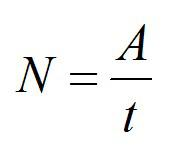 N = A/t